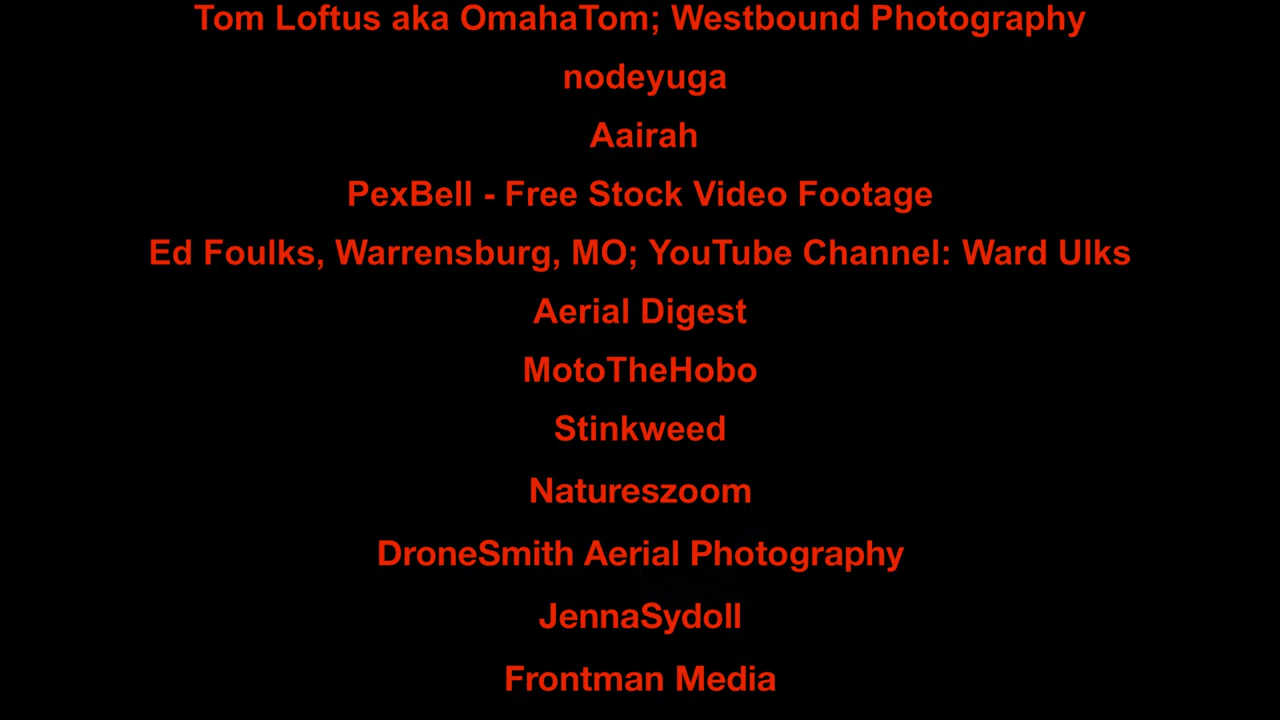 Tom Loftus aka OmahaTom; Westbound Photography
nodeyuga
Aairah
PexBell - Free Stock Video Footage
Ed Foulks, Warrensburg, MO; YouTube Channel: Ward Ulks
Aerial Digest
MotoTheHobo
Stinkweed
Natureszoom
DroneSmith Aerial Photography
JennaSydoll
Frontman Media